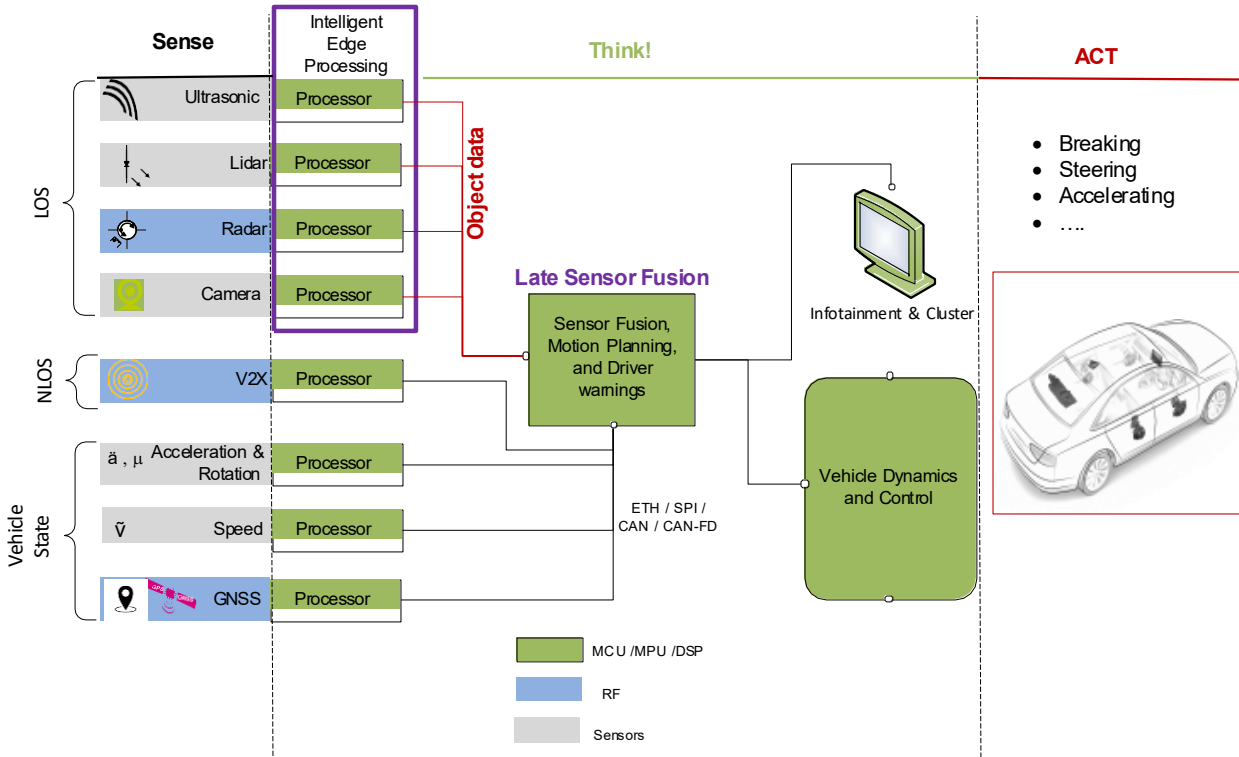 Sense
Intelligent
Edge
Processing
Think!
ACT
LOS
Ultrasonic
Processor
Lidar
Processor
Radar
Processor
Camera
Processor
Object data
NLOS
V2X
Processor
Vehicle
State
ä , μ Acceleration &
Rotation
Processor
ṽ Speed
Processor
GPS GNSS
GNSS
Processor
Late Sensor Fusion
Sensor Fusion,
Motion Planning,
and Driver
warnings
ETH / SPI /
CAN / CAN-FD
Infotainment & Cluster
Vehicle Dynamics
and Control
• Breaking
• Steering
• Accelerating
• ....
MCU /MPU /DSP
RF
Sensors